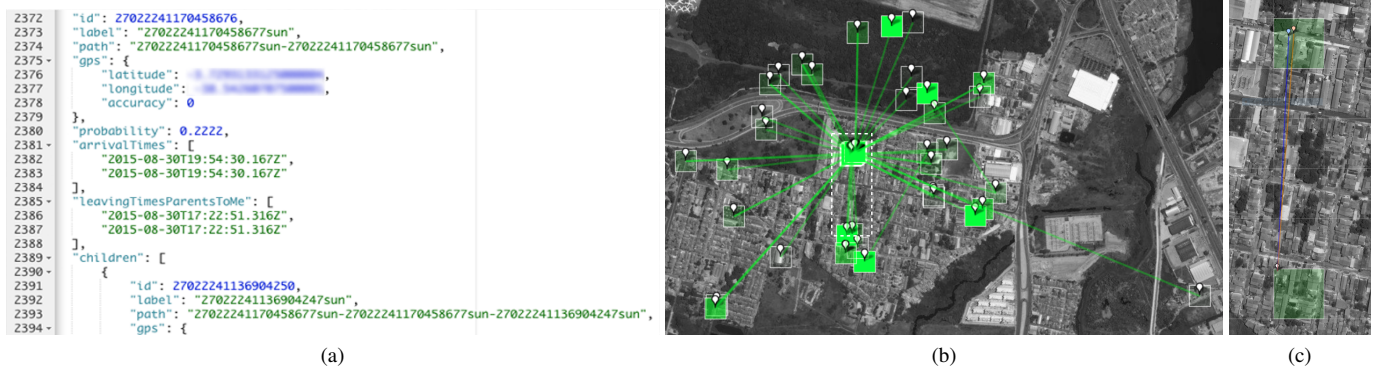 2372 "id": 27022241170458676,
2373 "label": "27022241170458677sun",
2374 "path": "27022241170458677sun-27022241170458677sun",
2375 "gps": {
2376 "latitude":
2377 "longitude":
2378 "accuracy": 0
2379 },
2380 "probability": 0.2222,
2381 "arrivalTimes": [
2382 "2015-08-30T19:54:30.167Z",
2383 "2015-08-30T19:54:30.167Z"
2384 ],
2385 "leavingTimesParentsToMe": [
2386 "2015-08-30T17:22:51.316Z",
2387 "2015-08-30T17:22:51.316Z"
2388 ],
2389 "children": [
2390 {
2391 "id": 27022241136904250,
2392 "label": "27022241136904247sun",
2393 "path": "27022241170458677sun-27022241170458677sun-27022241136904247sun",
2394 "gps": {
(a)
(b)
(c)